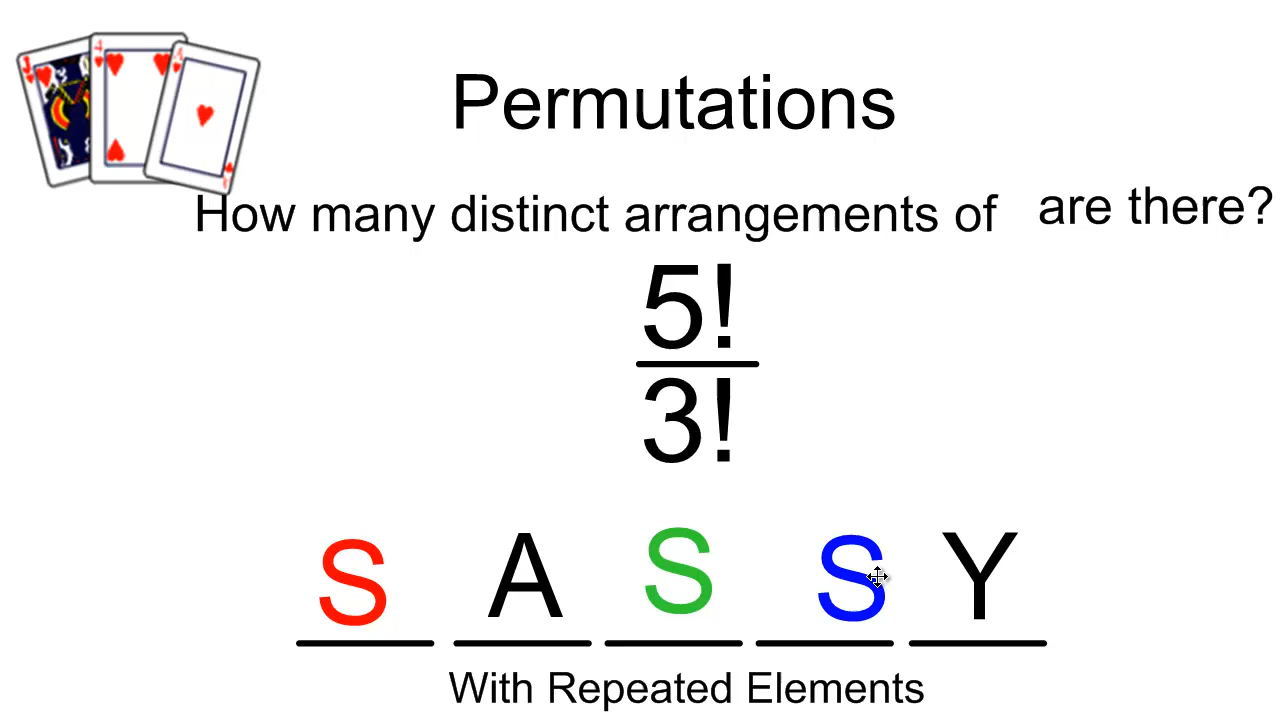 Permutations
How many distinct arrangements of are there?
5!
3!
S A S S Y
With Repeated Elements